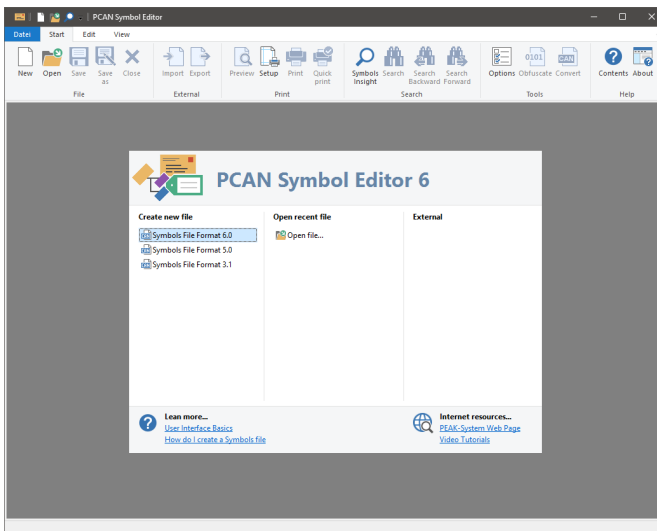 PCAN Symbol Editor
Datei Start Edit View
New Open Save Save as Close Import Export Preview Setup Print Quick print Symbols Insight Search Search Backward Search Forward Options Obfuscate Convert Contents About
File External Print Search Tools Help
PCAN Symbol Editor 6
Create new file Open recent file External
Symbols File Format 6.0 Open file...
Symbols File Format 5.0
Symbols File Format 3.1
Lean more... Internet resources...
User Interface Basics PEAK-System Web Page
How do I create a Symbols file Video Tutorials